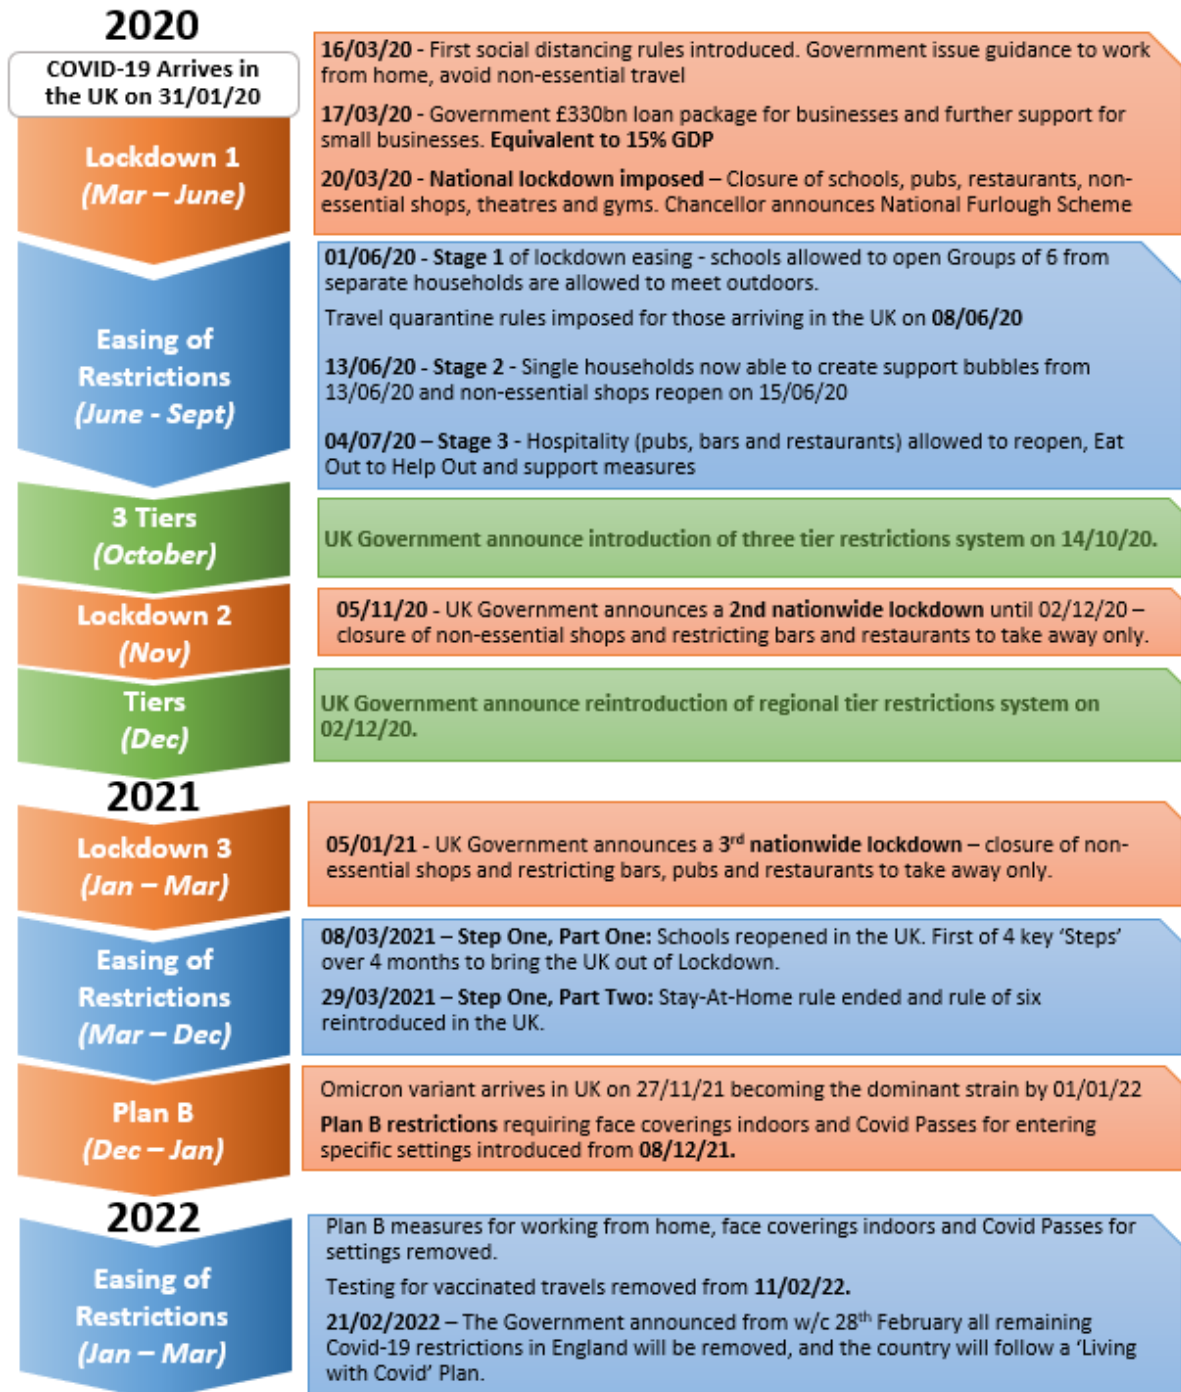 2020
COVID-19 Arrives in
the UK on 31/01/20
Lockdown 1
(Mar – June)
16/03/20 - First social distancing rules introduced. Government issue guidance to work
from home, avoid non-essential travel
17/03/20 - Government £330bn loan package for businesses and further support for
small businesses. Equivalent to 15% GDP
20/03/20 - National lockdown imposed – Closure of schools, pubs, restaurants, non-
essential shops, theatres and gyms. Chancellor announces National Furlough Scheme
Easing of
Restrictions
(June - Sept)
01/06/20 - Stage 1 of lockdown easing - schools allowed to open Groups of 6 from
separate households are allowed to meet outdoors.
Travel quarantine rules imposed for those arriving in the UK on 08/06/20
13/06/20 - Stage 2 - Single households now able to create support bubbles from
13/06/20 and non-essential shops reopen on 15/06/20
04/07/20 – Stage 3 - Hospitality (pubs, bars and restaurants) allowed to reopen, Eat
Out to Help Out and support measures
3 Tiers
(October)
UK Government announce introduction of three tier restrictions system on 14/10/20.
Lockdown 2
(Nov)
05/11/20 - UK Government announces a 2nd nationwide lockdown until 02/12/20 –
closure of non-essential shops and restricting bars and restaurants to take away only.
Tiers
(Dec)
UK Government announce reintroduction of regional tier restrictions system on
02/12/20.
2021
Lockdown 3
(Jan – Mar)
05/01/21 - UK Government announces a 3rd nationwide lockdown – closure of non-
essential shops and restricting bars, pubs and restaurants to take away only.
Easing of
Restrictions
(Mar – Dec)
08/03/2021 – Step One, Part One: Schools reopened in the UK. First of 4 key ‘Steps’
over 4 months to bring the UK out of Lockdown.
29/03/2021 – Step One, Part Two: Stay-At-Home rule ended and rule of six
reintroduced in the UK.
Plan B
(Dec – Jan)
Omicron variant arrives in UK on 27/11/21 becoming the dominant strain by 01/01/22
Plan B restrictions requiring face coverings indoors and Covid Passes for entering
specific settings introduced from 08/12/21.
2022
Easing of
Restrictions
(Jan – Mar)
Plan B measures for working from home, face coverings indoors and Covid Passes for
settings removed.
Testing for vaccinated travels removed from 11/02/22.
21/02/2022 – The Government announced from w/c 28th February all remaining
Covid-19 restrictions in England will be removed, and the country will follow a ‘Living
with Covid’ Plan.